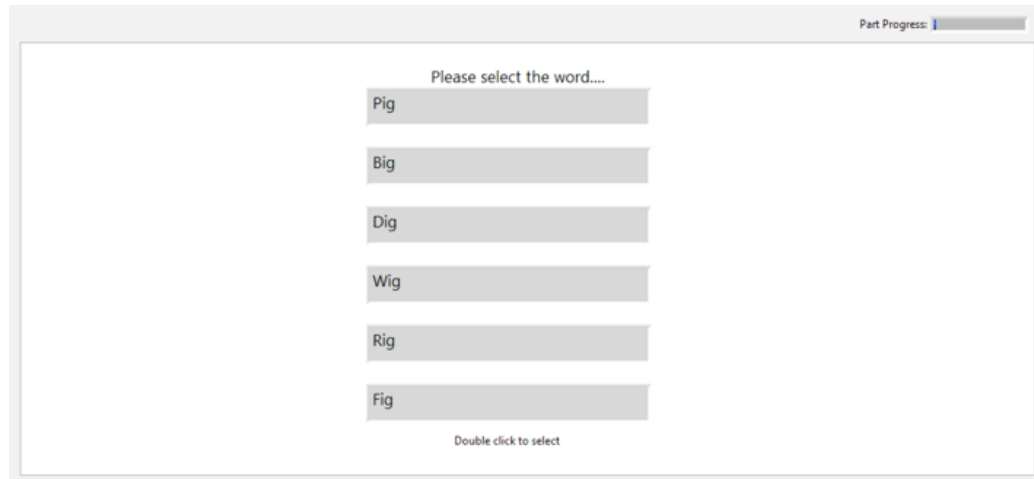 Part Progress:
Please select the word....
Pig
Big
Dig
Wig
Rig
Fig
Double click to select